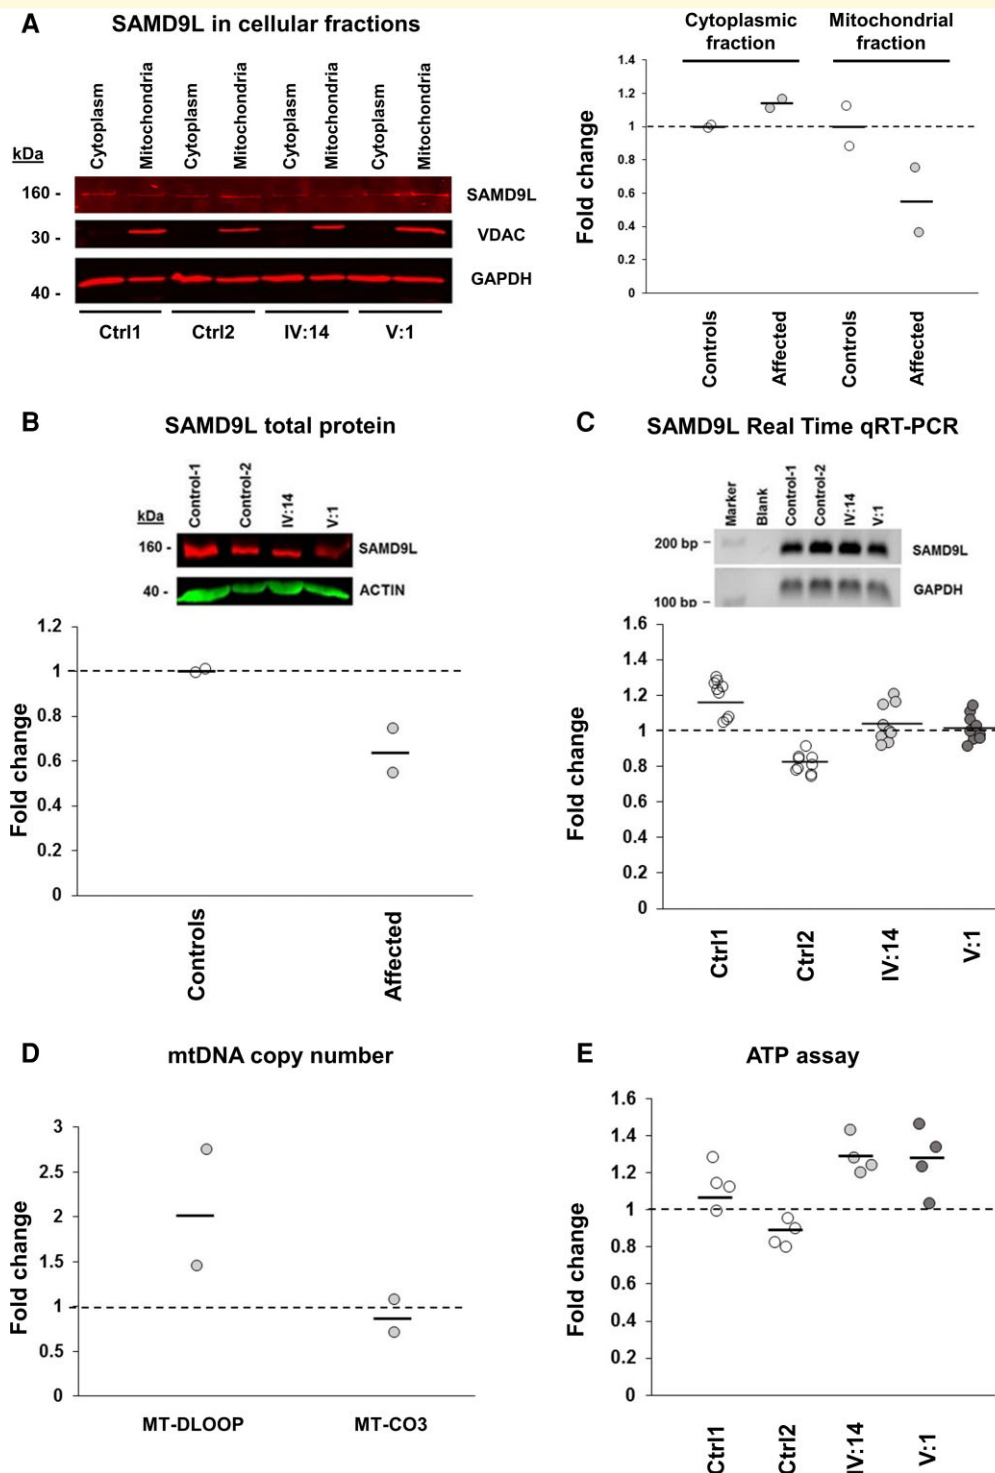 A
SAMD9L in cellular fractions
Cytoplasm
Mitochondria
Cytoplasm
Mitochondria
Cytoplasm
Mitochondria
Cytoplasm
Mitochondria
kDa
160 -
SAMD9L
30 -
VDAC
40 -
GAPDH
Ctrl1
Ctrl2
IV:14
V:1
Cytoplasmic
fraction
Mitochondrial
fraction
Fold change
1.4
1.2
1
0.8
0.6
0.4
0.2
0
Controls
Affected
Controls
Affected
B
SAMD9L total protein
Control-1
Control-2
IV:14
V:1
kDa
160 -
SAMD9L
40 -
ACTIN
Fold change
1.2
1
0.8
0.6
0.4
0.2
0
Controls
Affected
C
SAMD9L Real Time qRT-PCR
Marker
Blank
Control-1
Control-2
IV:14
V:1
200 bp –
SAMD9L
100 bp –
GAPDH
Fold change
1.6
1.4
1.2
1
0.8
0.6
0.4
0.2
0
Ctrl1
Ctrl2
IV:14
V:1
D
mtDNA copy number
Fold change
3
2.5
2
1.5
1
0.5
0
MT-DLOOP
MT-CO3
E
ATP assay
Fold change
1.6
1.4
1.2
1
0.8
0.6
0.4
0.2
0
Ctrl1
Ctrl2
IV:14
V:1